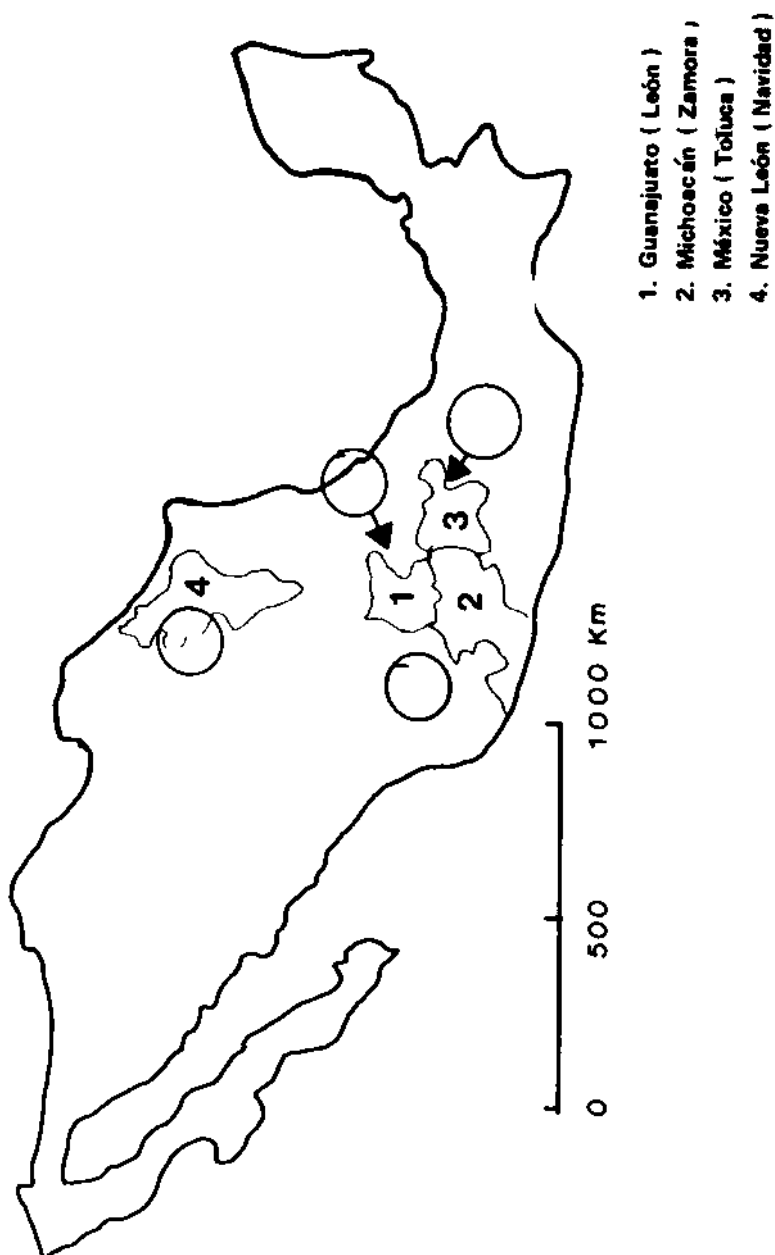 4
1
3
2
0 500 1000 Km
1. Guanajuato ( León )
2. Michoacán ( Zamora )
3. México ( Toluca )
4. Nueva León ( Navidad )